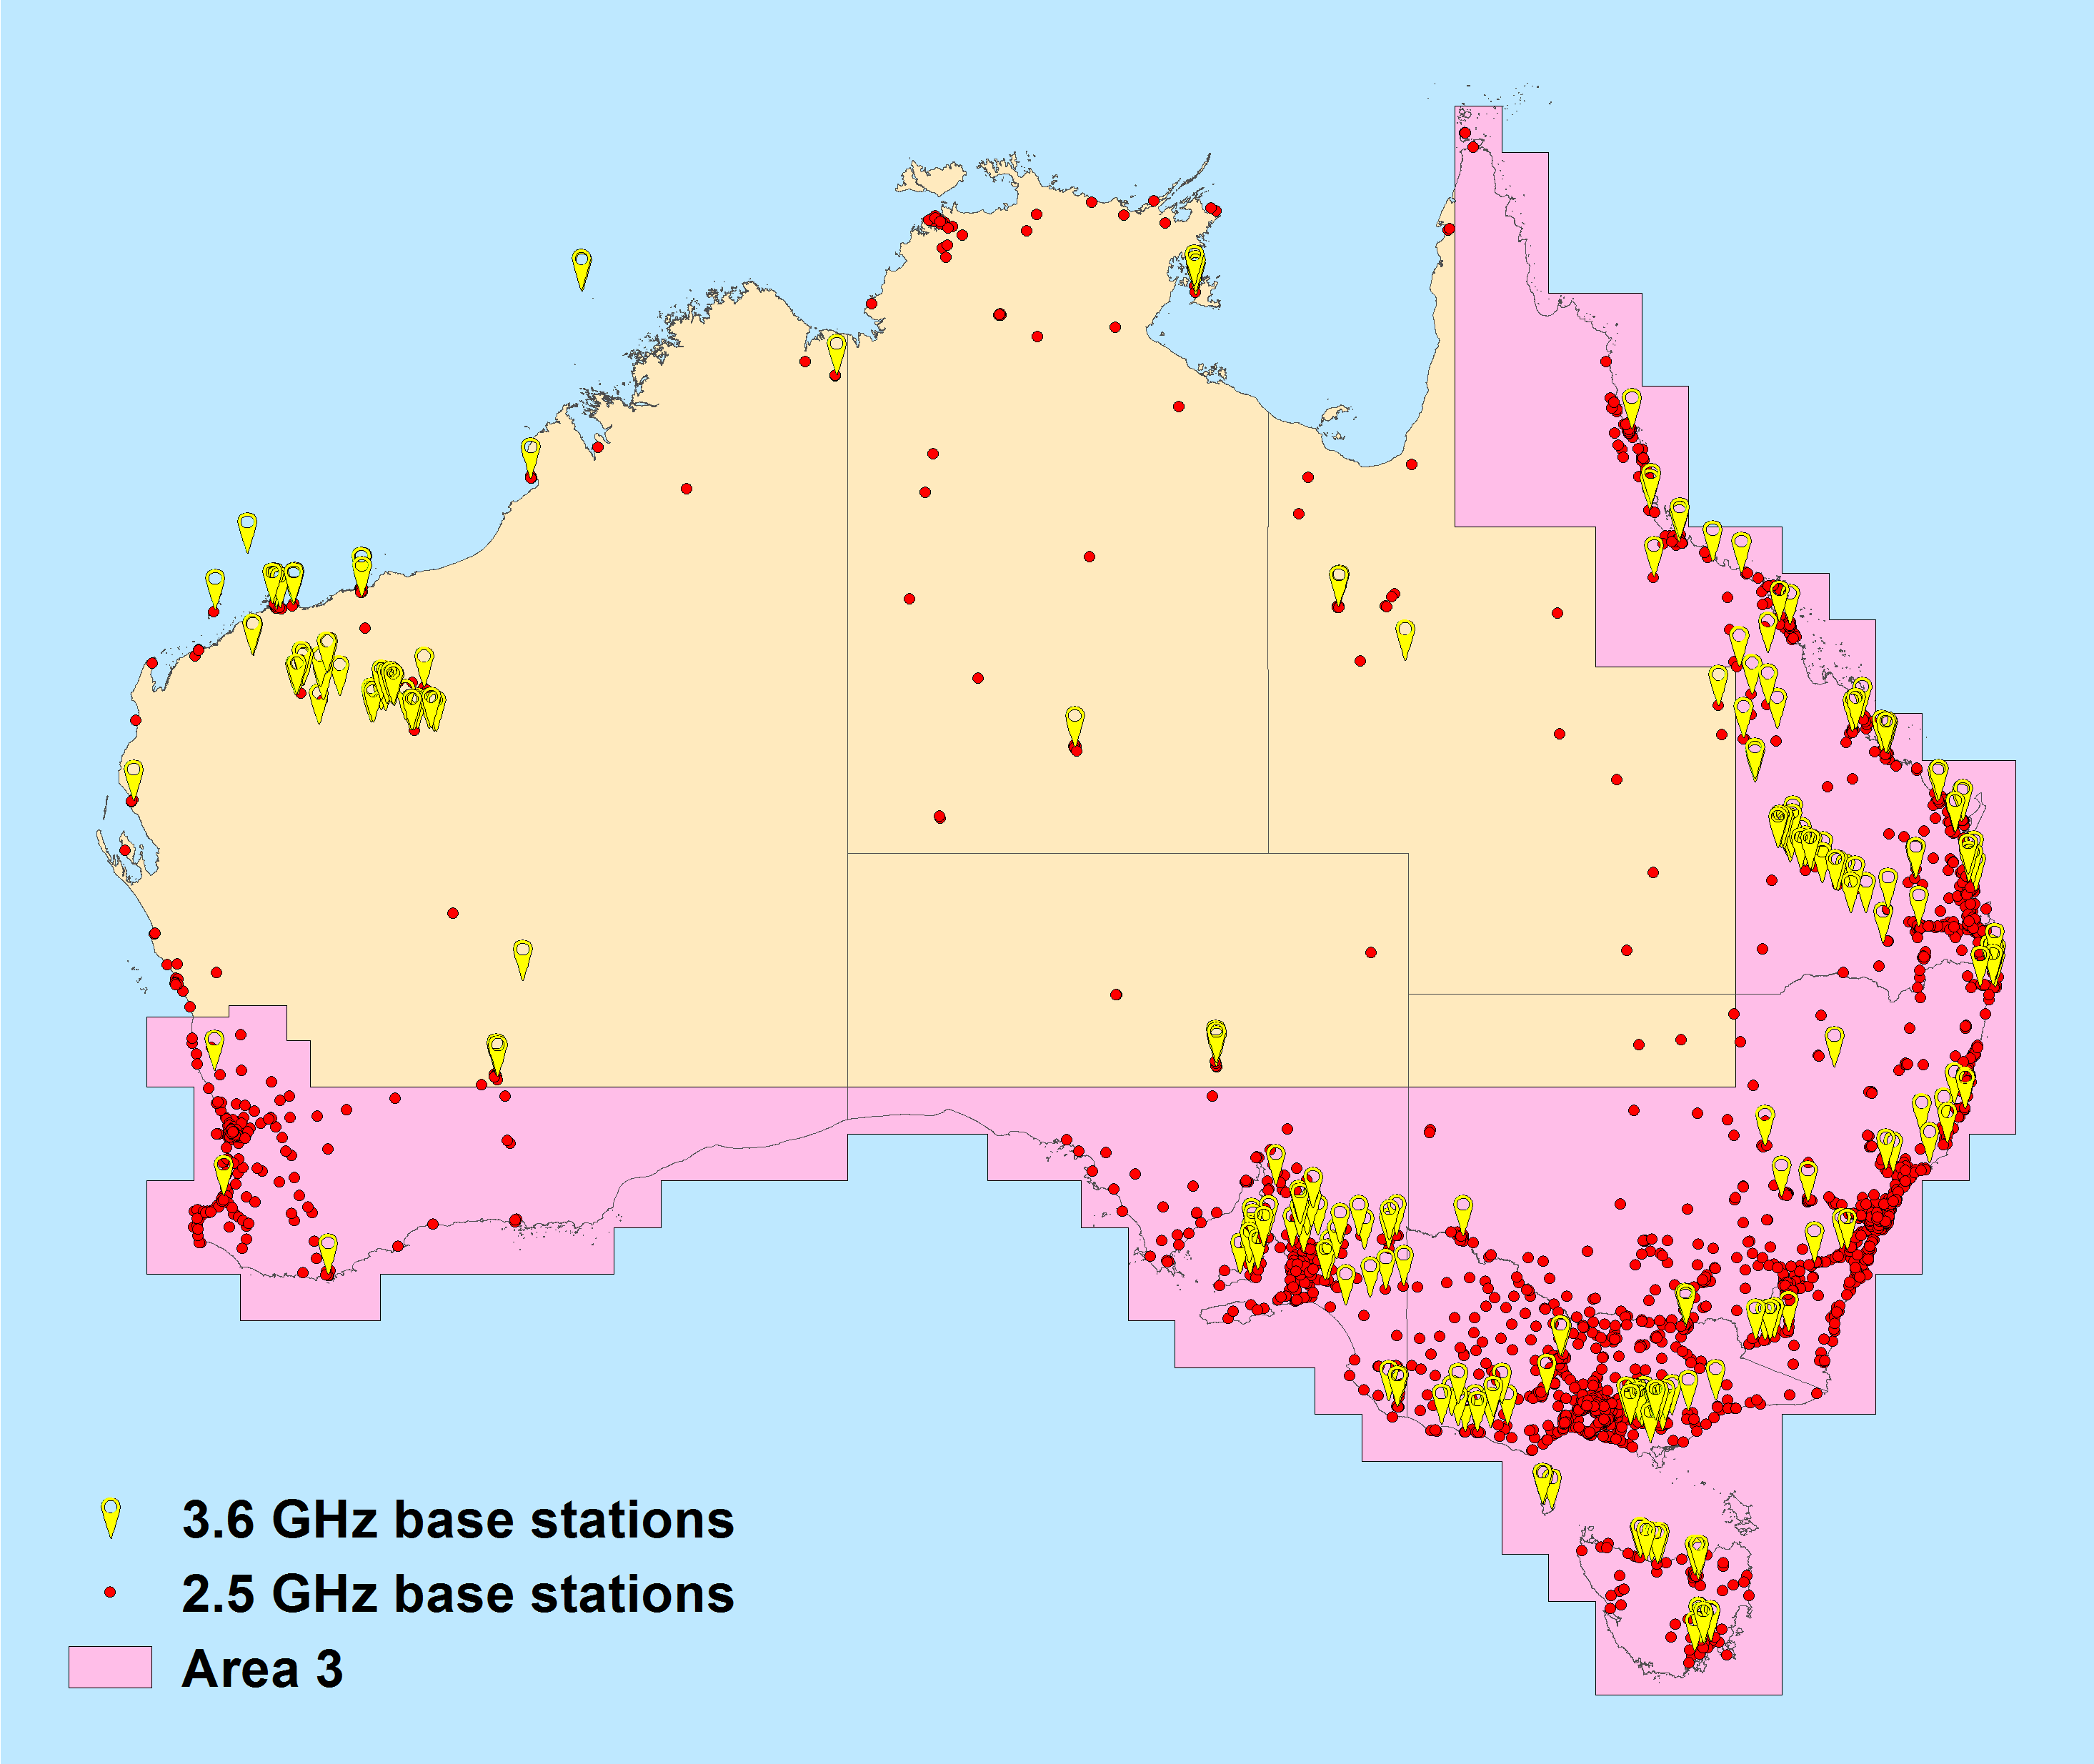 3.6 GHz base stations
2.5 GHz base stations
Area 3